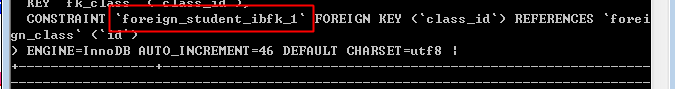 KEY `fk_class` (`class_id`),
CONSTRAINT `foreign_student_ibfk_1` FOREIGN KEY (`class_id`) REFERENCES `forei
gn_class` (`id`)
) ENGINE=InnoDB AUTO_INCREMENT=46 DEFAULT CHARSET=utf8 |